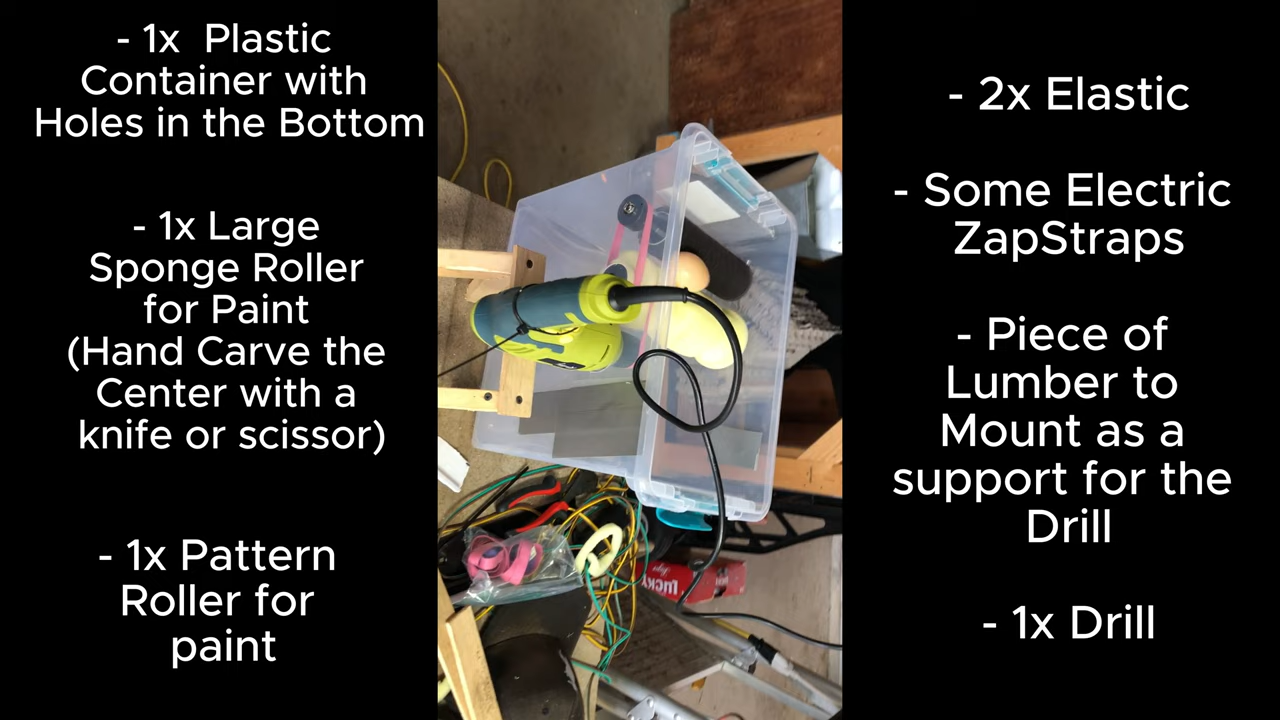 - 1x Plastic
Container with
Holes in the Bottom
- 1x Large
Sponge Roller
for Paint
(Hand Carve the
Center with a
knife or scissor)
- 1x Pattern
Roller for
paint
- 2x Elastic
- Some Electric
ZapStraps
- Piece of
Lumber to
Mount as a
support for the
Drill
- 1x Drill
Lucky